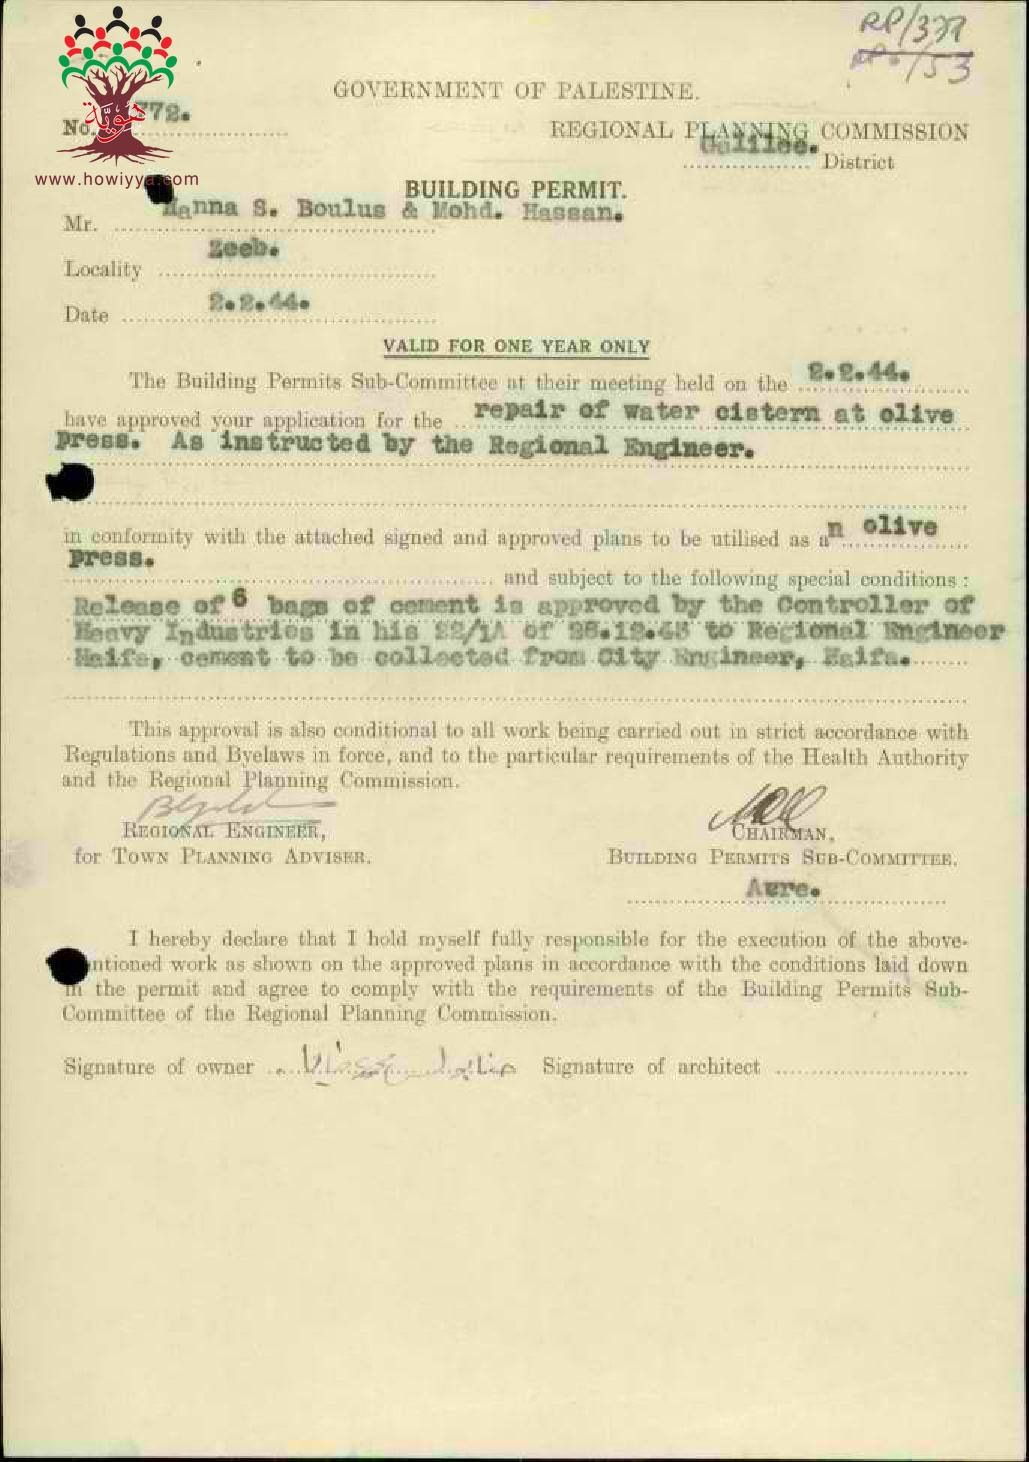 RP/377
RP6/53
هويّة
www.howiyya.com
GOVERNMENT OF PALESTINE.
No. 772.
REGIONAL PLANNING COMMISSION
Galilee. District
BUILDING PERMIT.
Mr. Hanna S. Boulus & Mohd. Hassan.
Locality Zeeb.
Date 2.2.44.
VALID FOR ONE YEAR ONLY
The Building Permits Sub-Committee at their meeting held on the 2.2.44.
have approved your application for the repair of water cistern at olive
press. As instructed by the Regional Engineer.
in conformity with the attached signed and approved plans to be utilised as an olive
press.
and subject to the following special conditions :
Release of 6 bags of cement is approved by the Controller of
Heavy Industries in his 22/1A of 28.12.43 to Regional Engineer
Haifa, cement to be collected from City Engineer, Haifa.
This approval is also conditional to all work being carried out in strict accordance with
Regulations and Byelaws in force, and to the particular requirements of the Health Authority
and the Regional Planning Commission.
REGIONAL ENGINEER,
for TOWN PLANNING ADVISER.
CHAIRMAN,
BUILDING PERMITS SUB-COMMITTEE.
Acre.
I hereby declare that I hold myself fully responsible for the execution of the above-
ntioned work as shown on the approved plans in accordance with the conditions laid down
in the permit and agree to comply with the requirements of the Building Permits Sub-
Committee of the Regional Planning Commission.
Signature of owner Signature of architect